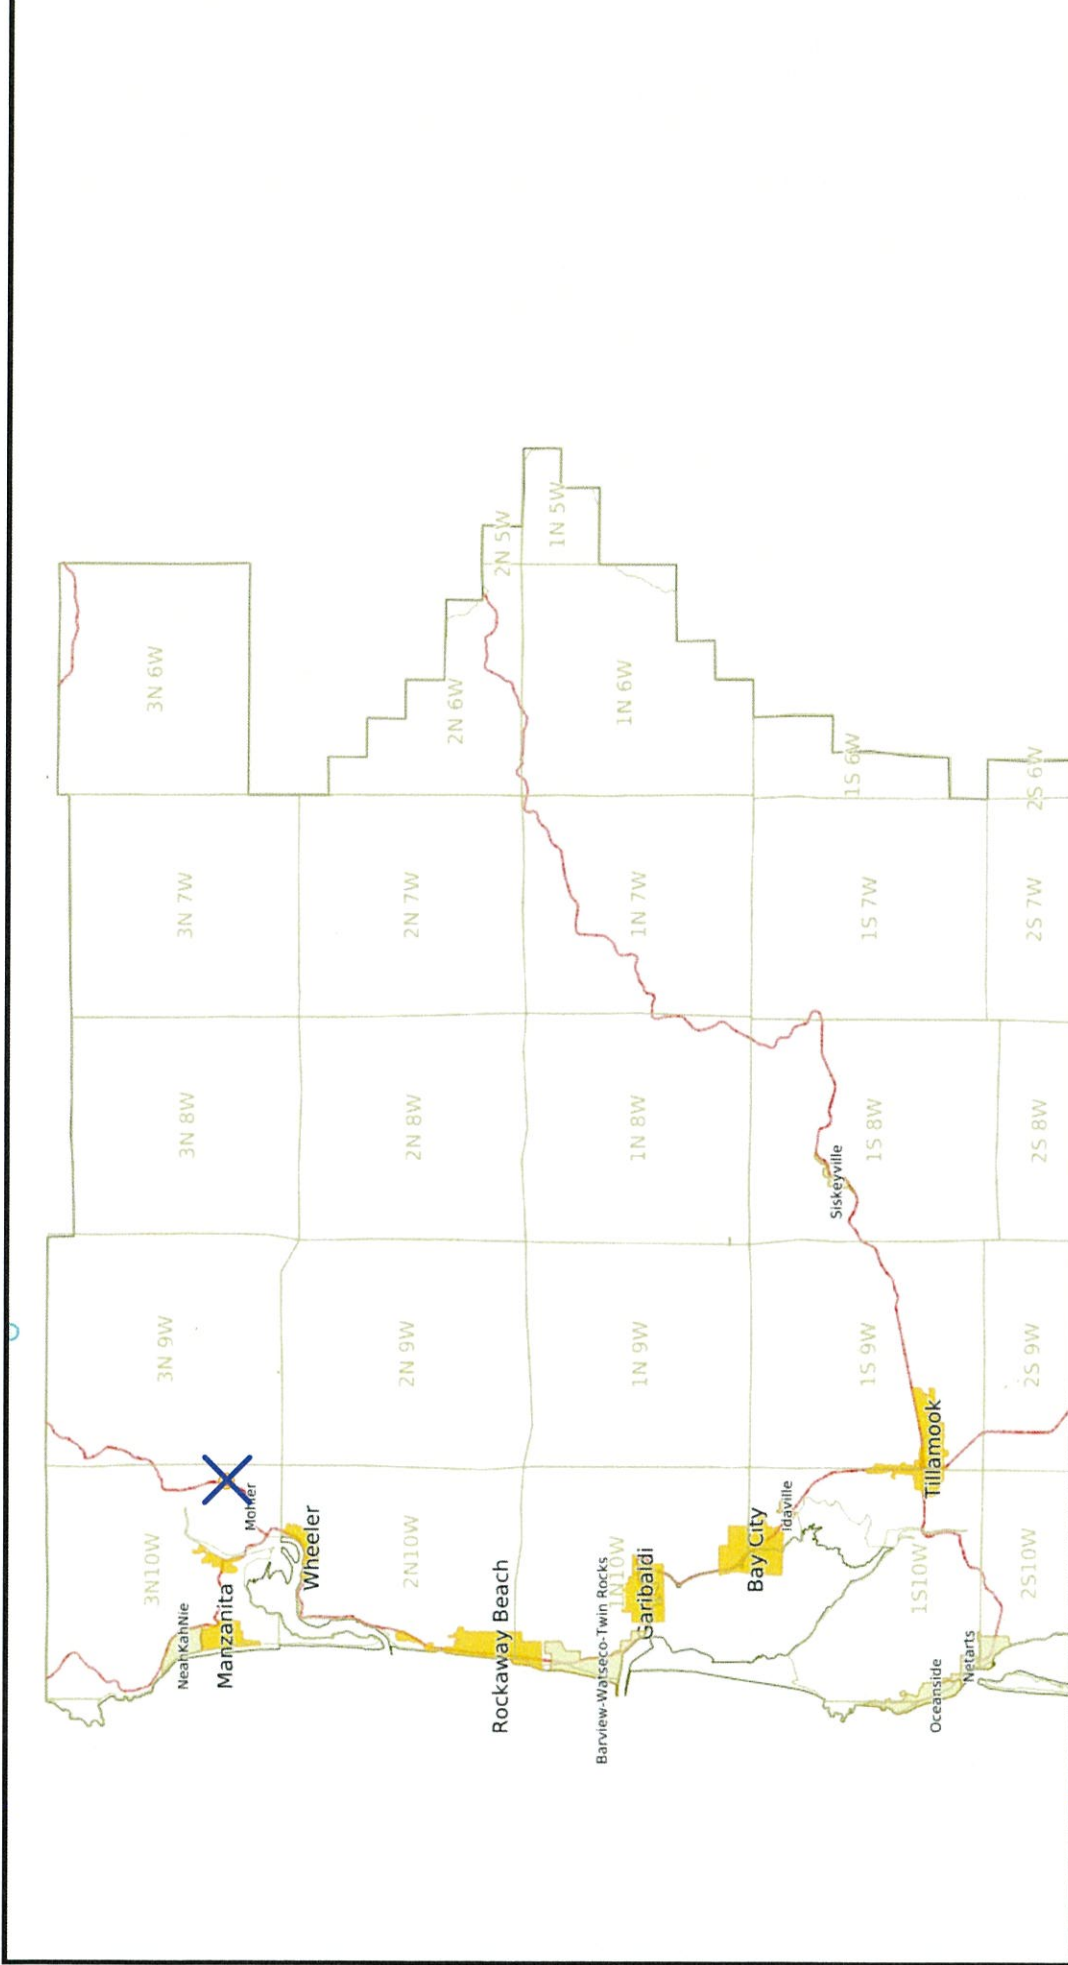 3N 6W
2N 5W
1N 5W
2N 6W
1N 6W
1S 6W
2S 6W
3N 7W
2N 7W
1N 7W
1S 7W
2S 7W
3N 8W
2N 8W
1N 8W
1S 8W
2S 8W
Siskeyville
3N 9W
2N 9W
1N 9W
1S 9W
2S 9W
Tillamook
Mohler
Idaville
3N10W
Wheeler
2N10W
1N10W
Bay City
1S10W
2S10W
NeahKahNie
Manzanita
Rockaway Beach
Barview-Watseco-Twin Rocks
Garibaldi
Oceanside
Netarts